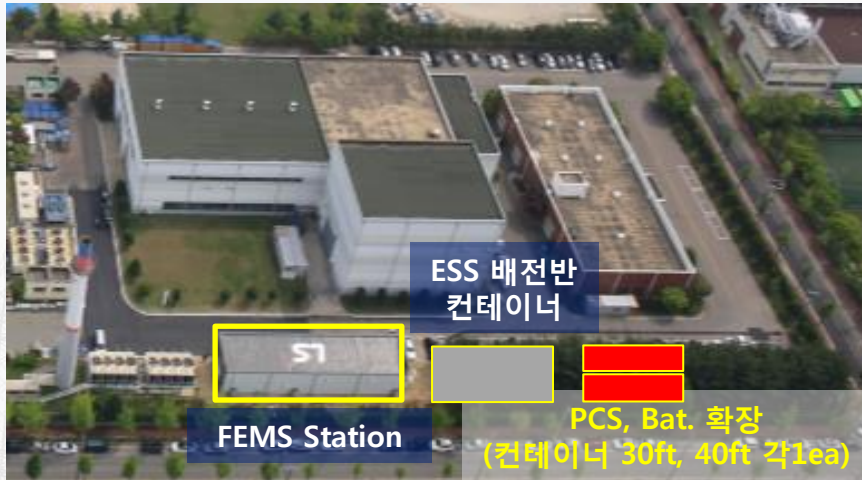 ESS 배전반
컨테이너
LS
FEMS Station
PCS, Bat. 확장
(컨테이너 30ft, 40ft 각1ea)